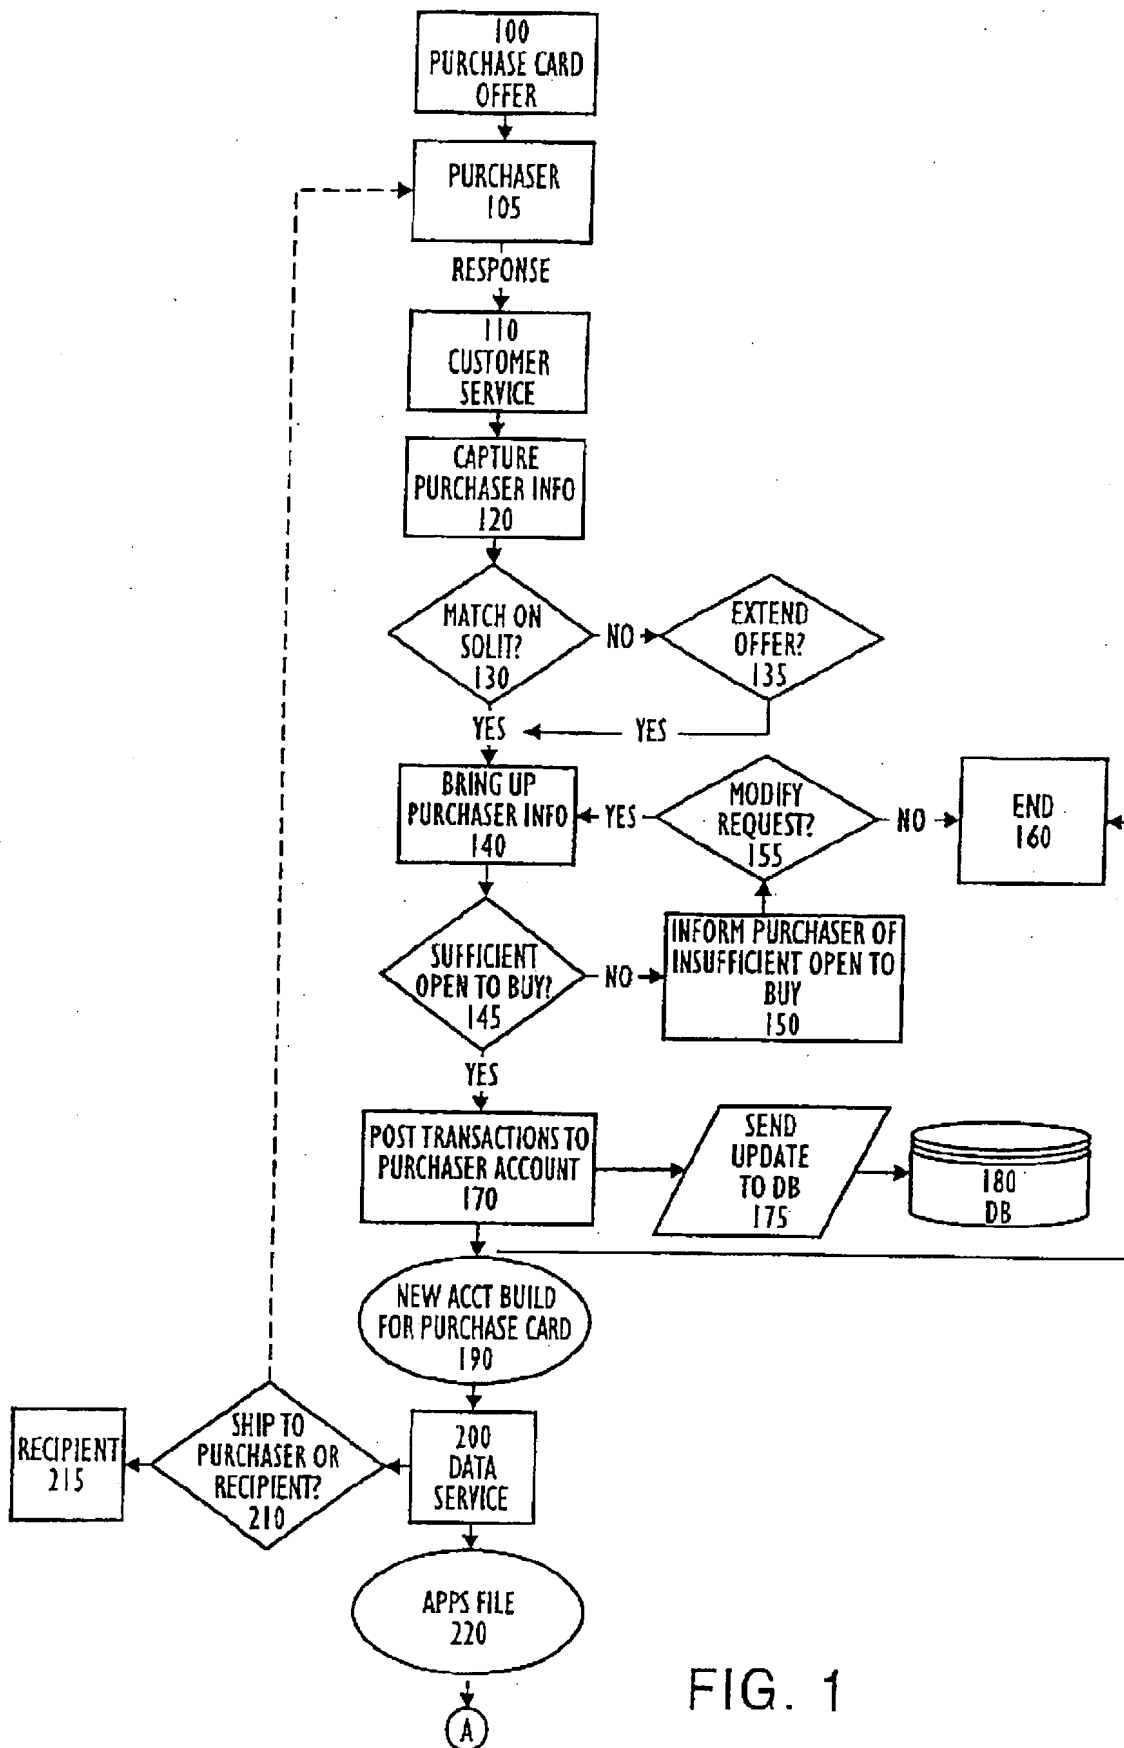 100
PURCHASE CARD
OFFER
PURCHASER
105
RESPONSE
110
CUSTOMER
SERVICE
CAPTURE
PURCHASER INFO
120
MATCH ON
SOLIT?
130
NO
EXTEND
OFFER?
135
YES
YES
BRING UP
PURCHASER INFO
140
YES
MODIFY
REQUEST?
155
NO
END
160
SUFFICIENT
OPEN TO BUY?
145
NO
INFORM PURCHASER OF
INSUFFICIENT OPEN TO
BUY
150
YES
POST TRANSACTIONS TO
PURCHASER ACCOUNT
170
SEND
UPDATE
TO DB
175
180
DB
NEW ACCT BUILD
FOR PURCHASE CARD
190
RECIPIENT
215
SHIP TO
PURCHASER OR
RECIPIENT?
210
200
DATA
SERVICE
APPS FILE
220
A
FIG. 1